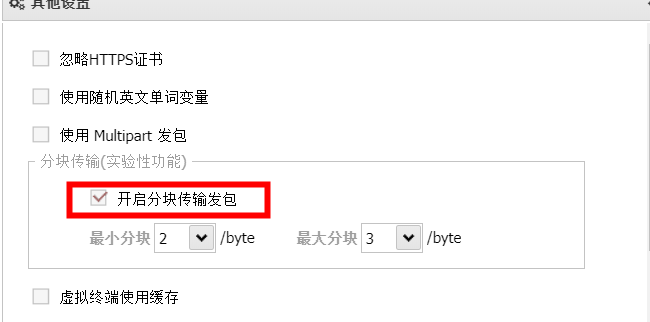 其他设置
忽略HTTPS证书
使用随机英文单词变量
使用 Multipart 发包
分块传输(实验性功能)
开启分块传输发包
最小分块 2 /byte 最大分块 3 /byte
虚拟终端使用缓存